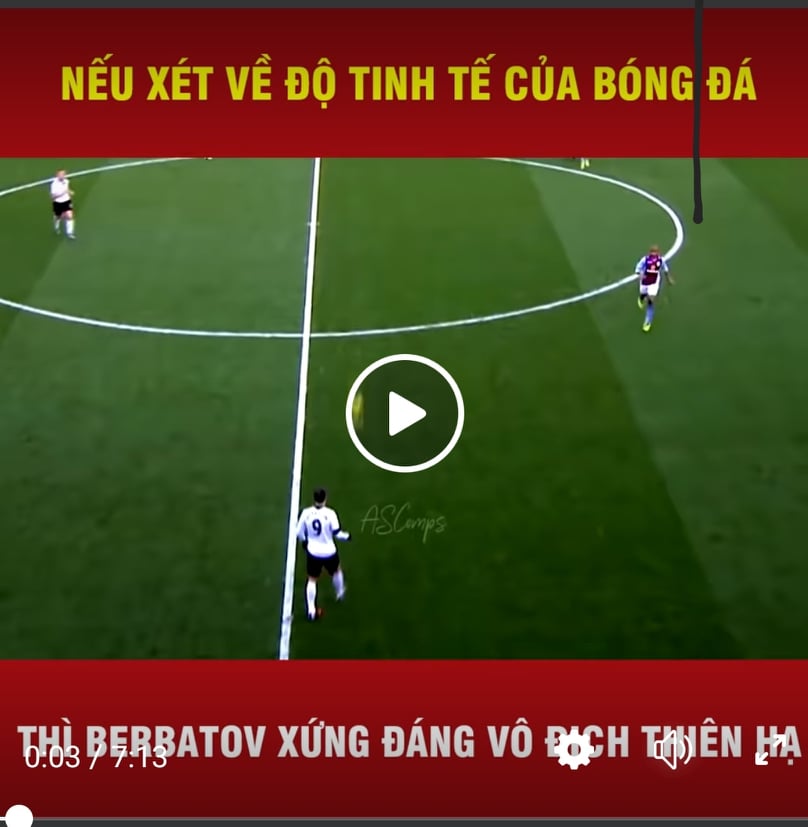 NẾU XÉT VỀ ĐỘ TINH TẾ CỦA BÓNG ĐÁ
9
ASComps
THÌ BERBATOV XỨNG ĐÁNG VÔ ĐỊCH THIÊN HẠ
0:03 / 7:13